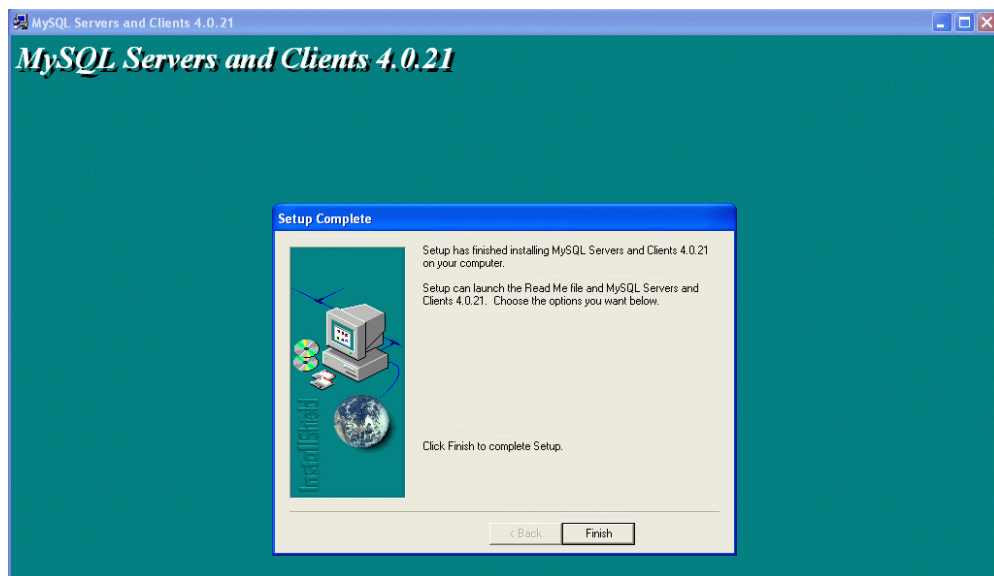 MySQL Servers and Clients 4.0.21
MySQL Servers and Clients 4.0.21
Setup Complete
Setup has finished installing MySQL Servers and Clients 4.0.21
on your computer.
Setup can launch the Read Me file and MySQL Servers and
Clients 4.0.21.  Choose the options you want below.
InstallShield
Click Finish to complete Setup.
< Back
Finish